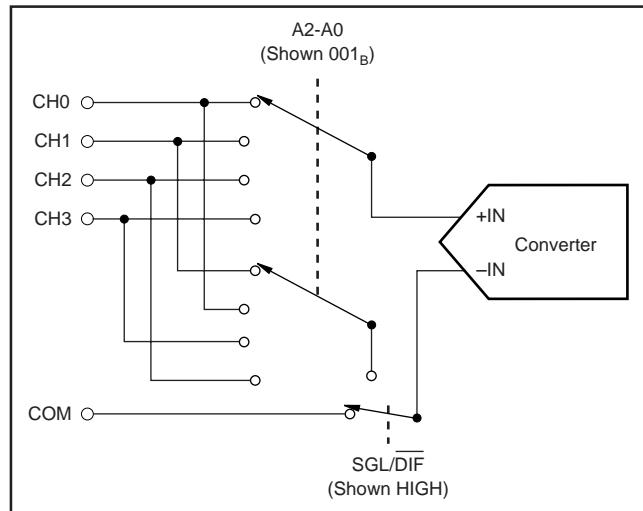 A2-A0
(Shown 001B)
CH0
CH1
CH2
CH3
+IN
Converter
–IN
COM
SGL/DIF
(Shown HIGH)